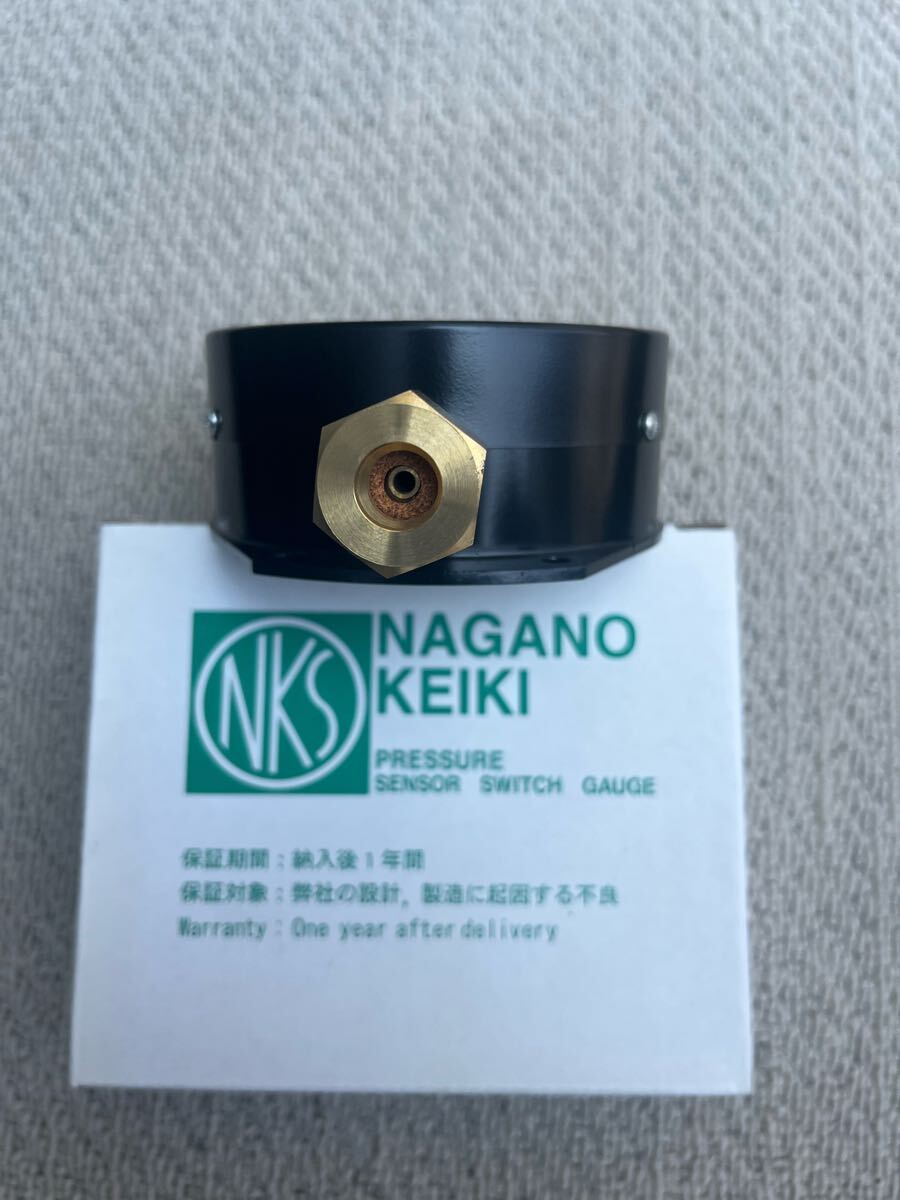 NKS
NAGANO
KEIKI
PRESSURE
SENSOR SWITCH GAUGE
保証期間：納入後1年間
保証対象：弊社の設計，製造に起因する不良
Warranty：One year after delivery